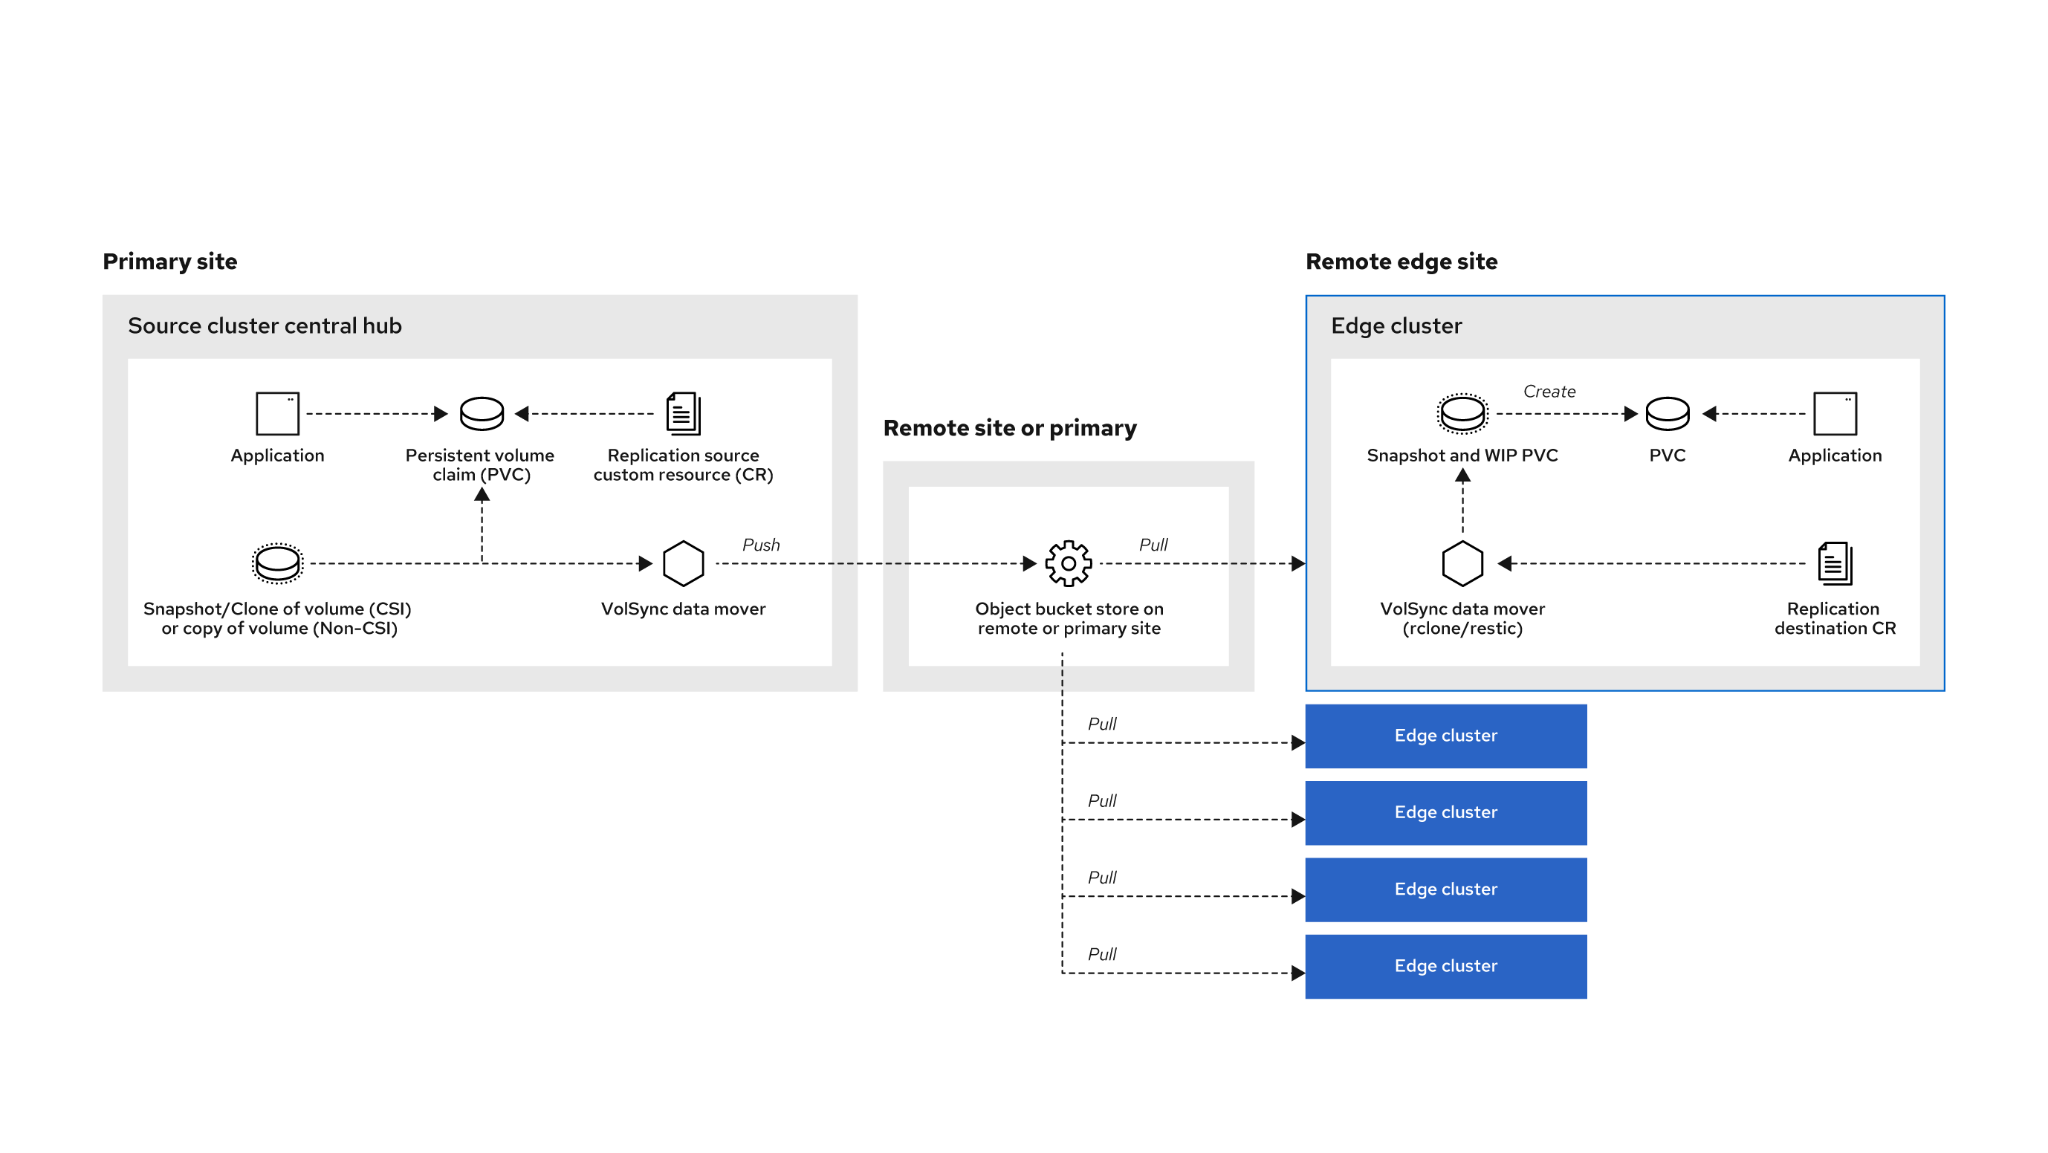 Primary site
Source cluster central hub
Application
Persistent volume
claim (PVC)
Replication source
custom resource (CR)
Snapshot/Clone of volume (CSI)
or copy of volume (Non-CSI)
VolSync data mover
Push
Remote site or primary
Object bucket store on
remote or primary site
Pull
Remote edge site
Edge cluster
Snapshot and WIP PVC
Create
PVC
Application
VolSync data mover
(rclone/restic)
Replication
destination CR
Pull
Edge cluster
Pull
Edge cluster
Pull
Edge cluster
Pull
Edge cluster